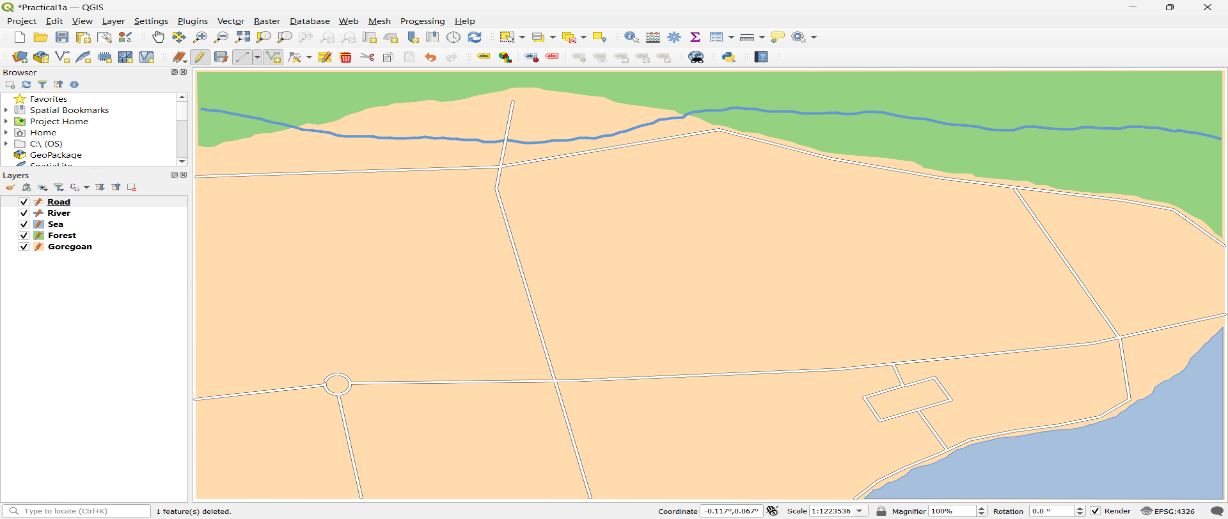 *Practical1a — QGIS
Project Edit View Layer Settings Plugins Vector Raster Database Web Mesh Processing Help
Browser
Favorites
Spatial Bookmarks
Project Home
Home
C:\ (OS)
GeoPackage
SpatiaLite
Layers
Road
River
Sea
Forest
Goregoan
Type to locate (Ctrl+K) 1 feature(s) deleted. Coordinate -0.117°,0.067° Scale 1:1223536 Magnifier 100% Rotation 0.0 ° Render EPSG:4326